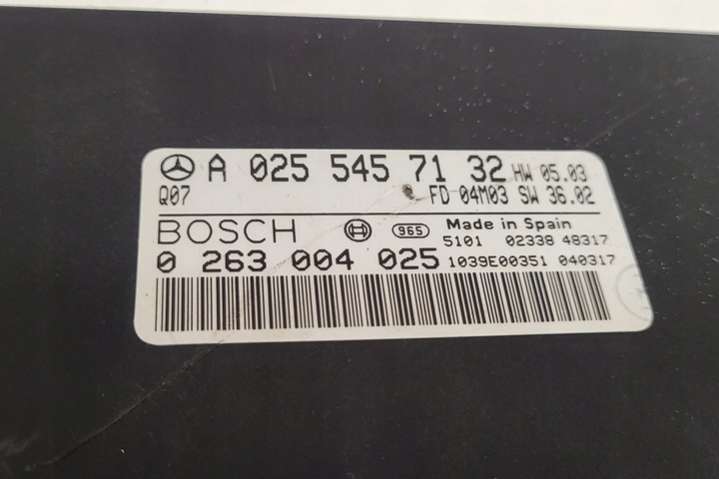 A 025 545 71 32 HW 05.03
Q07 FD 04M03 SW 36.02
BOSCH 965 Made in Spain
5101 02338 48317
0 263 004 025 1039E00351 040317